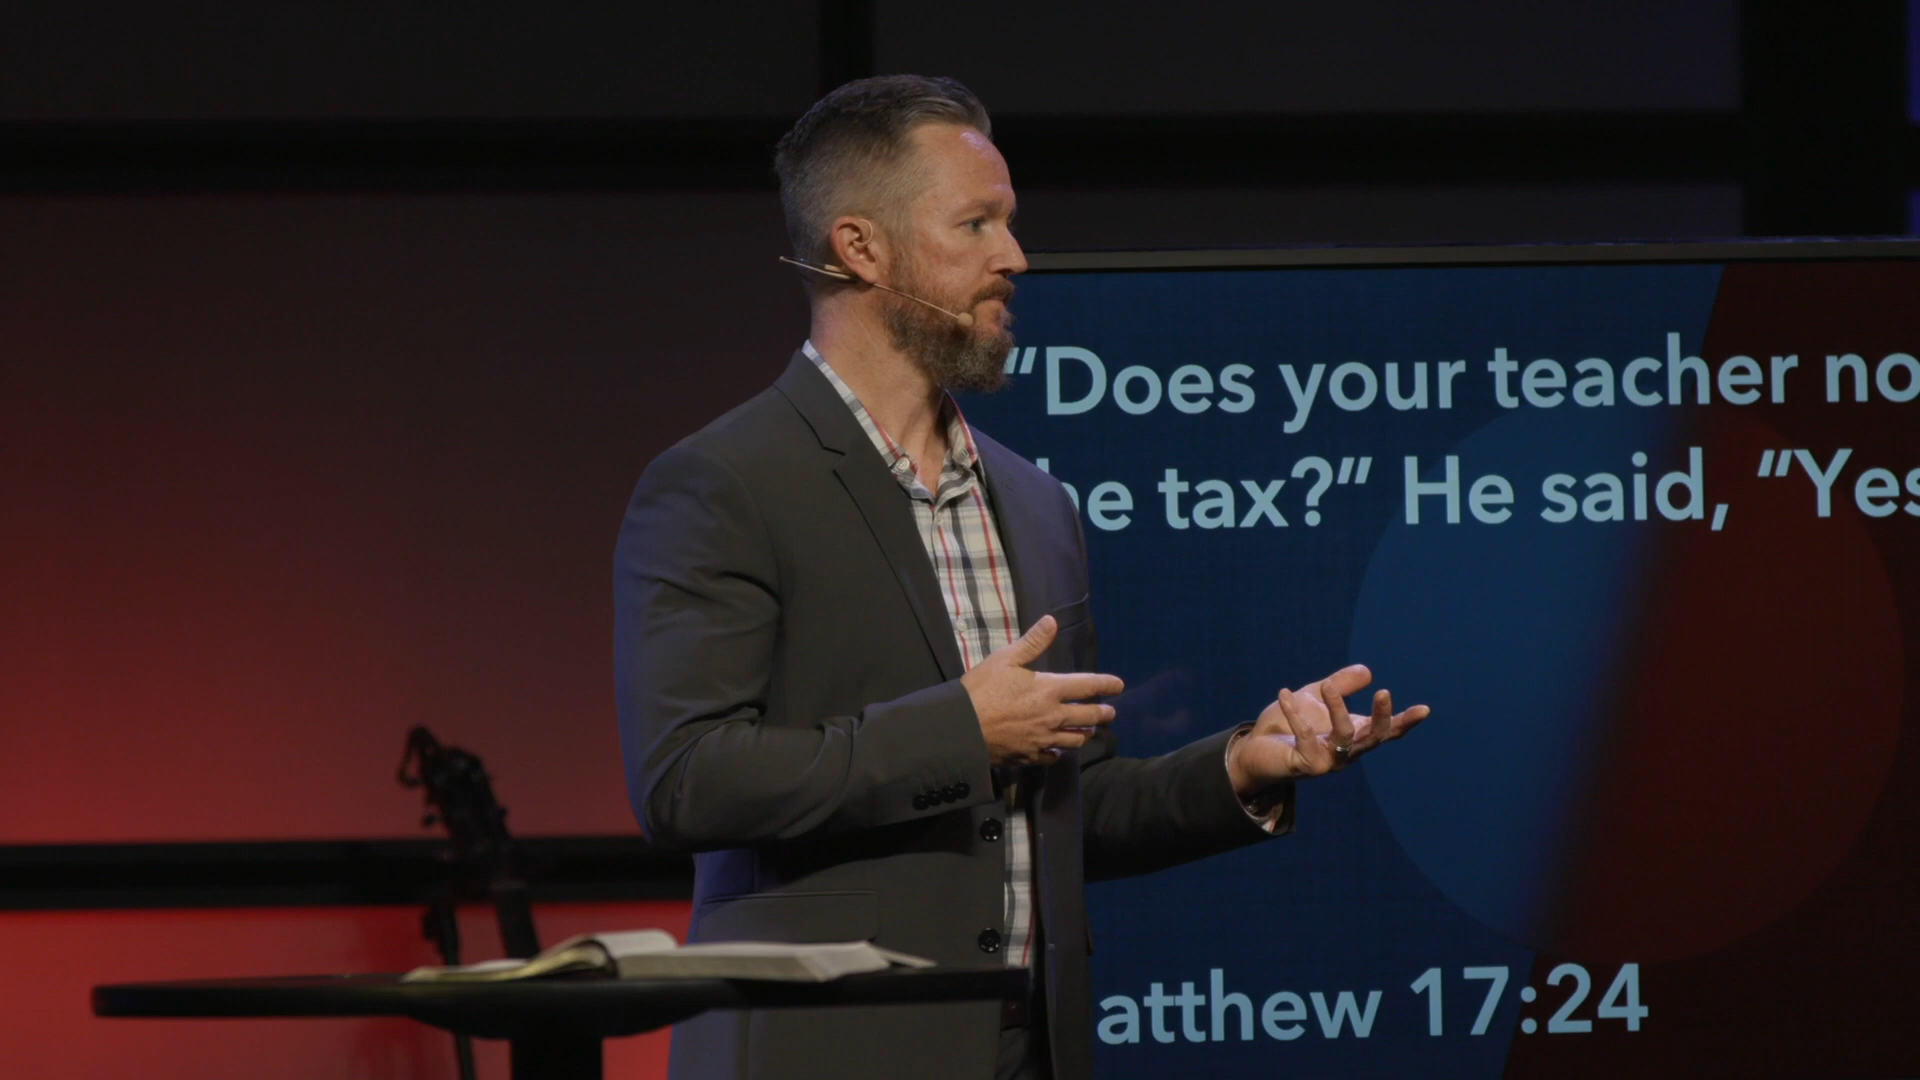 “Does your teacher no
he tax?” He said, “Yes
atthew 17:24